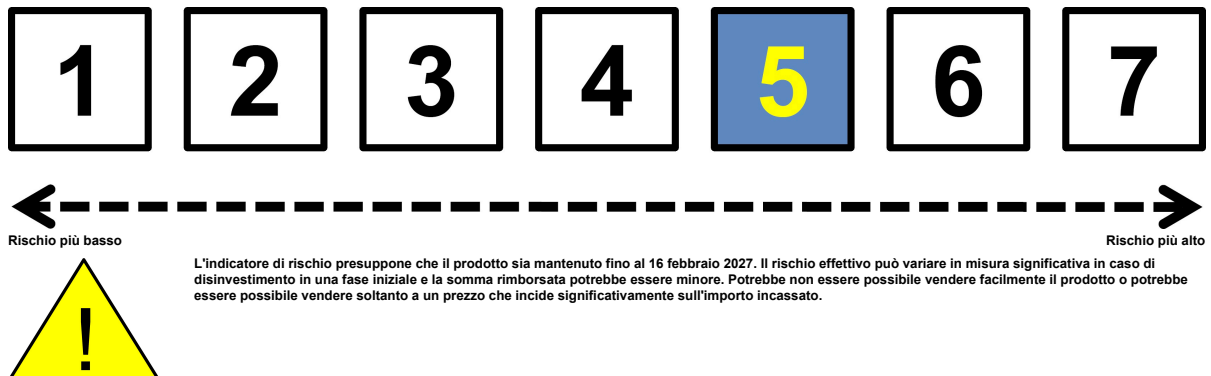 1 2 3 4 5 6 7
Rischio più basso Rischio più alto
L'indicatore di rischio presuppone che il prodotto sia mantenuto fino al 16 febbraio 2027. Il rischio effettivo può variare in misura significativa in caso di
disinvestimento in una fase iniziale e la somma rimborsata potrebbe essere minore. Potrebbe non essere possibile vendere facilmente il prodotto o potrebbe
essere possibile vendere soltanto a un prezzo che incide significativamente sull'importo incassato.
!